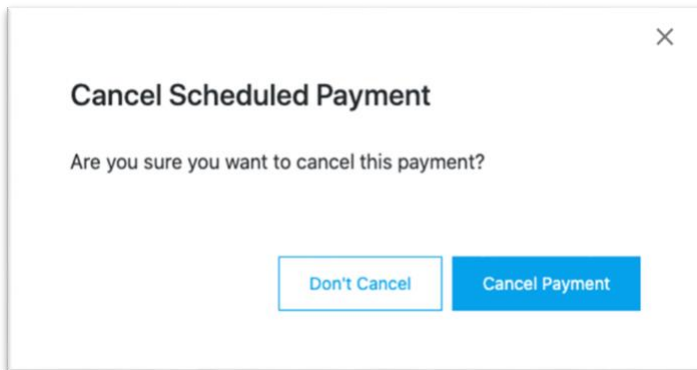 Cancel Scheduled Payment
Are you sure you want to cancel this payment?
Don't Cancel
Cancel Payment